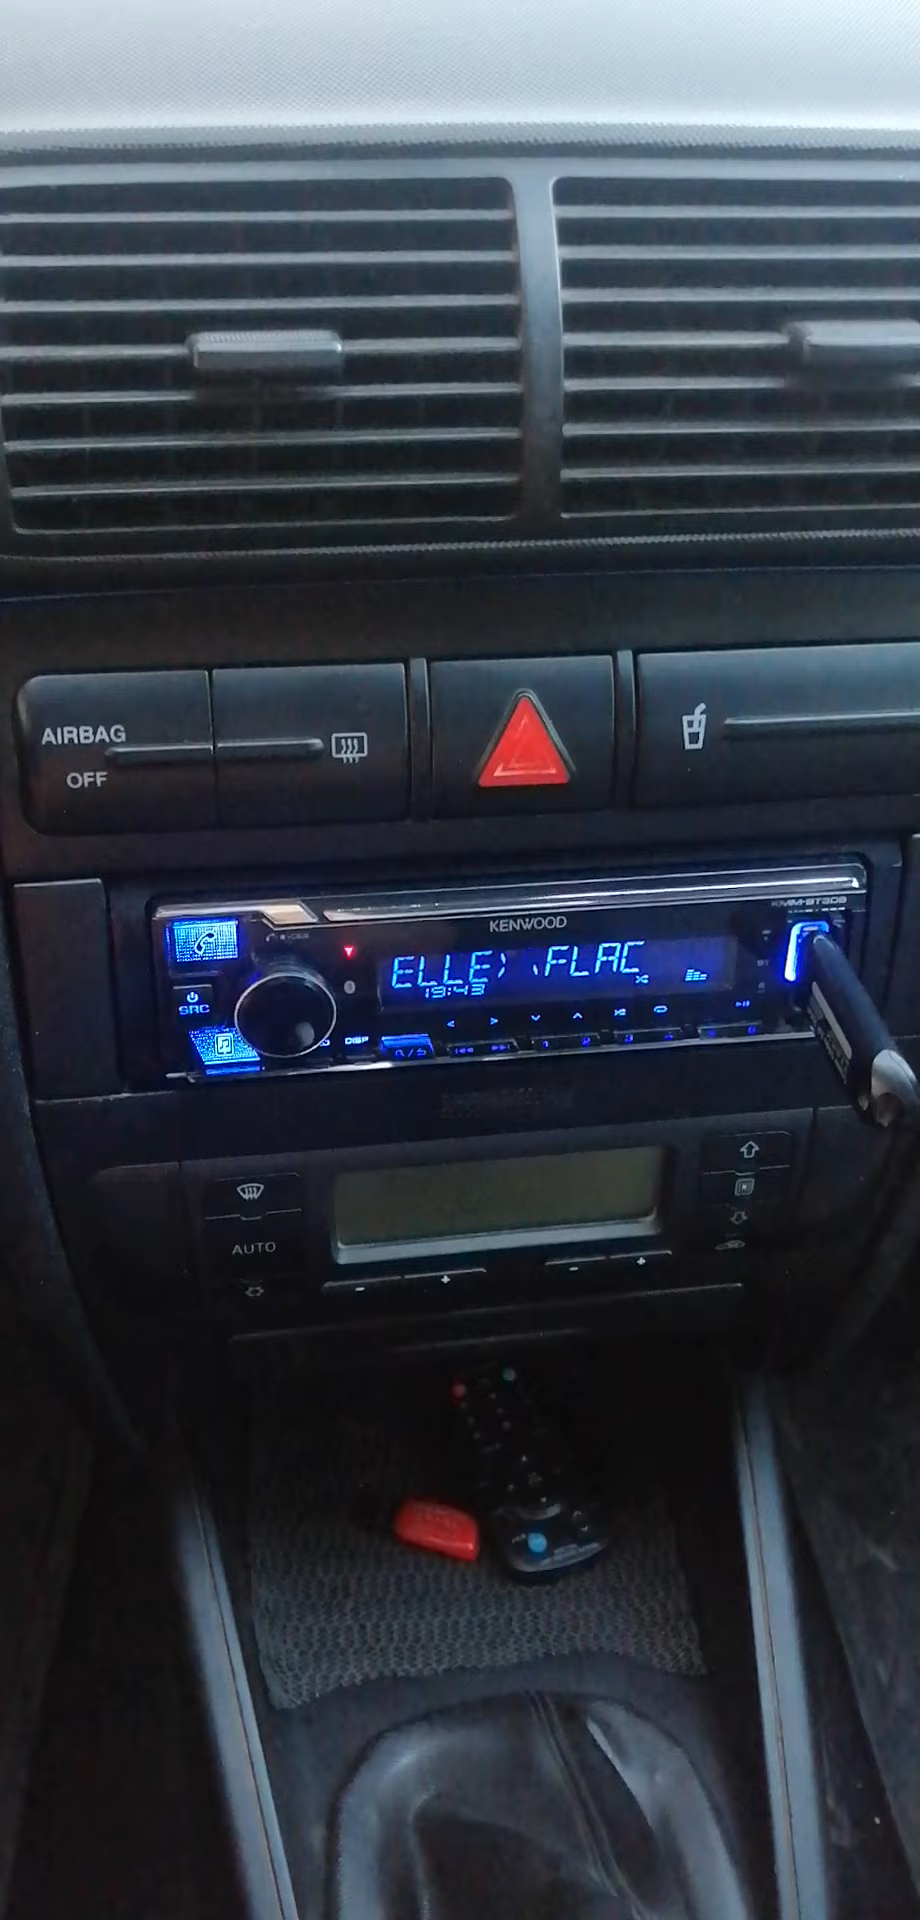 AIRBAG
OFF
KENWOOD
ELLE) .FLAC
19:43
SRC
DISP
AUTO